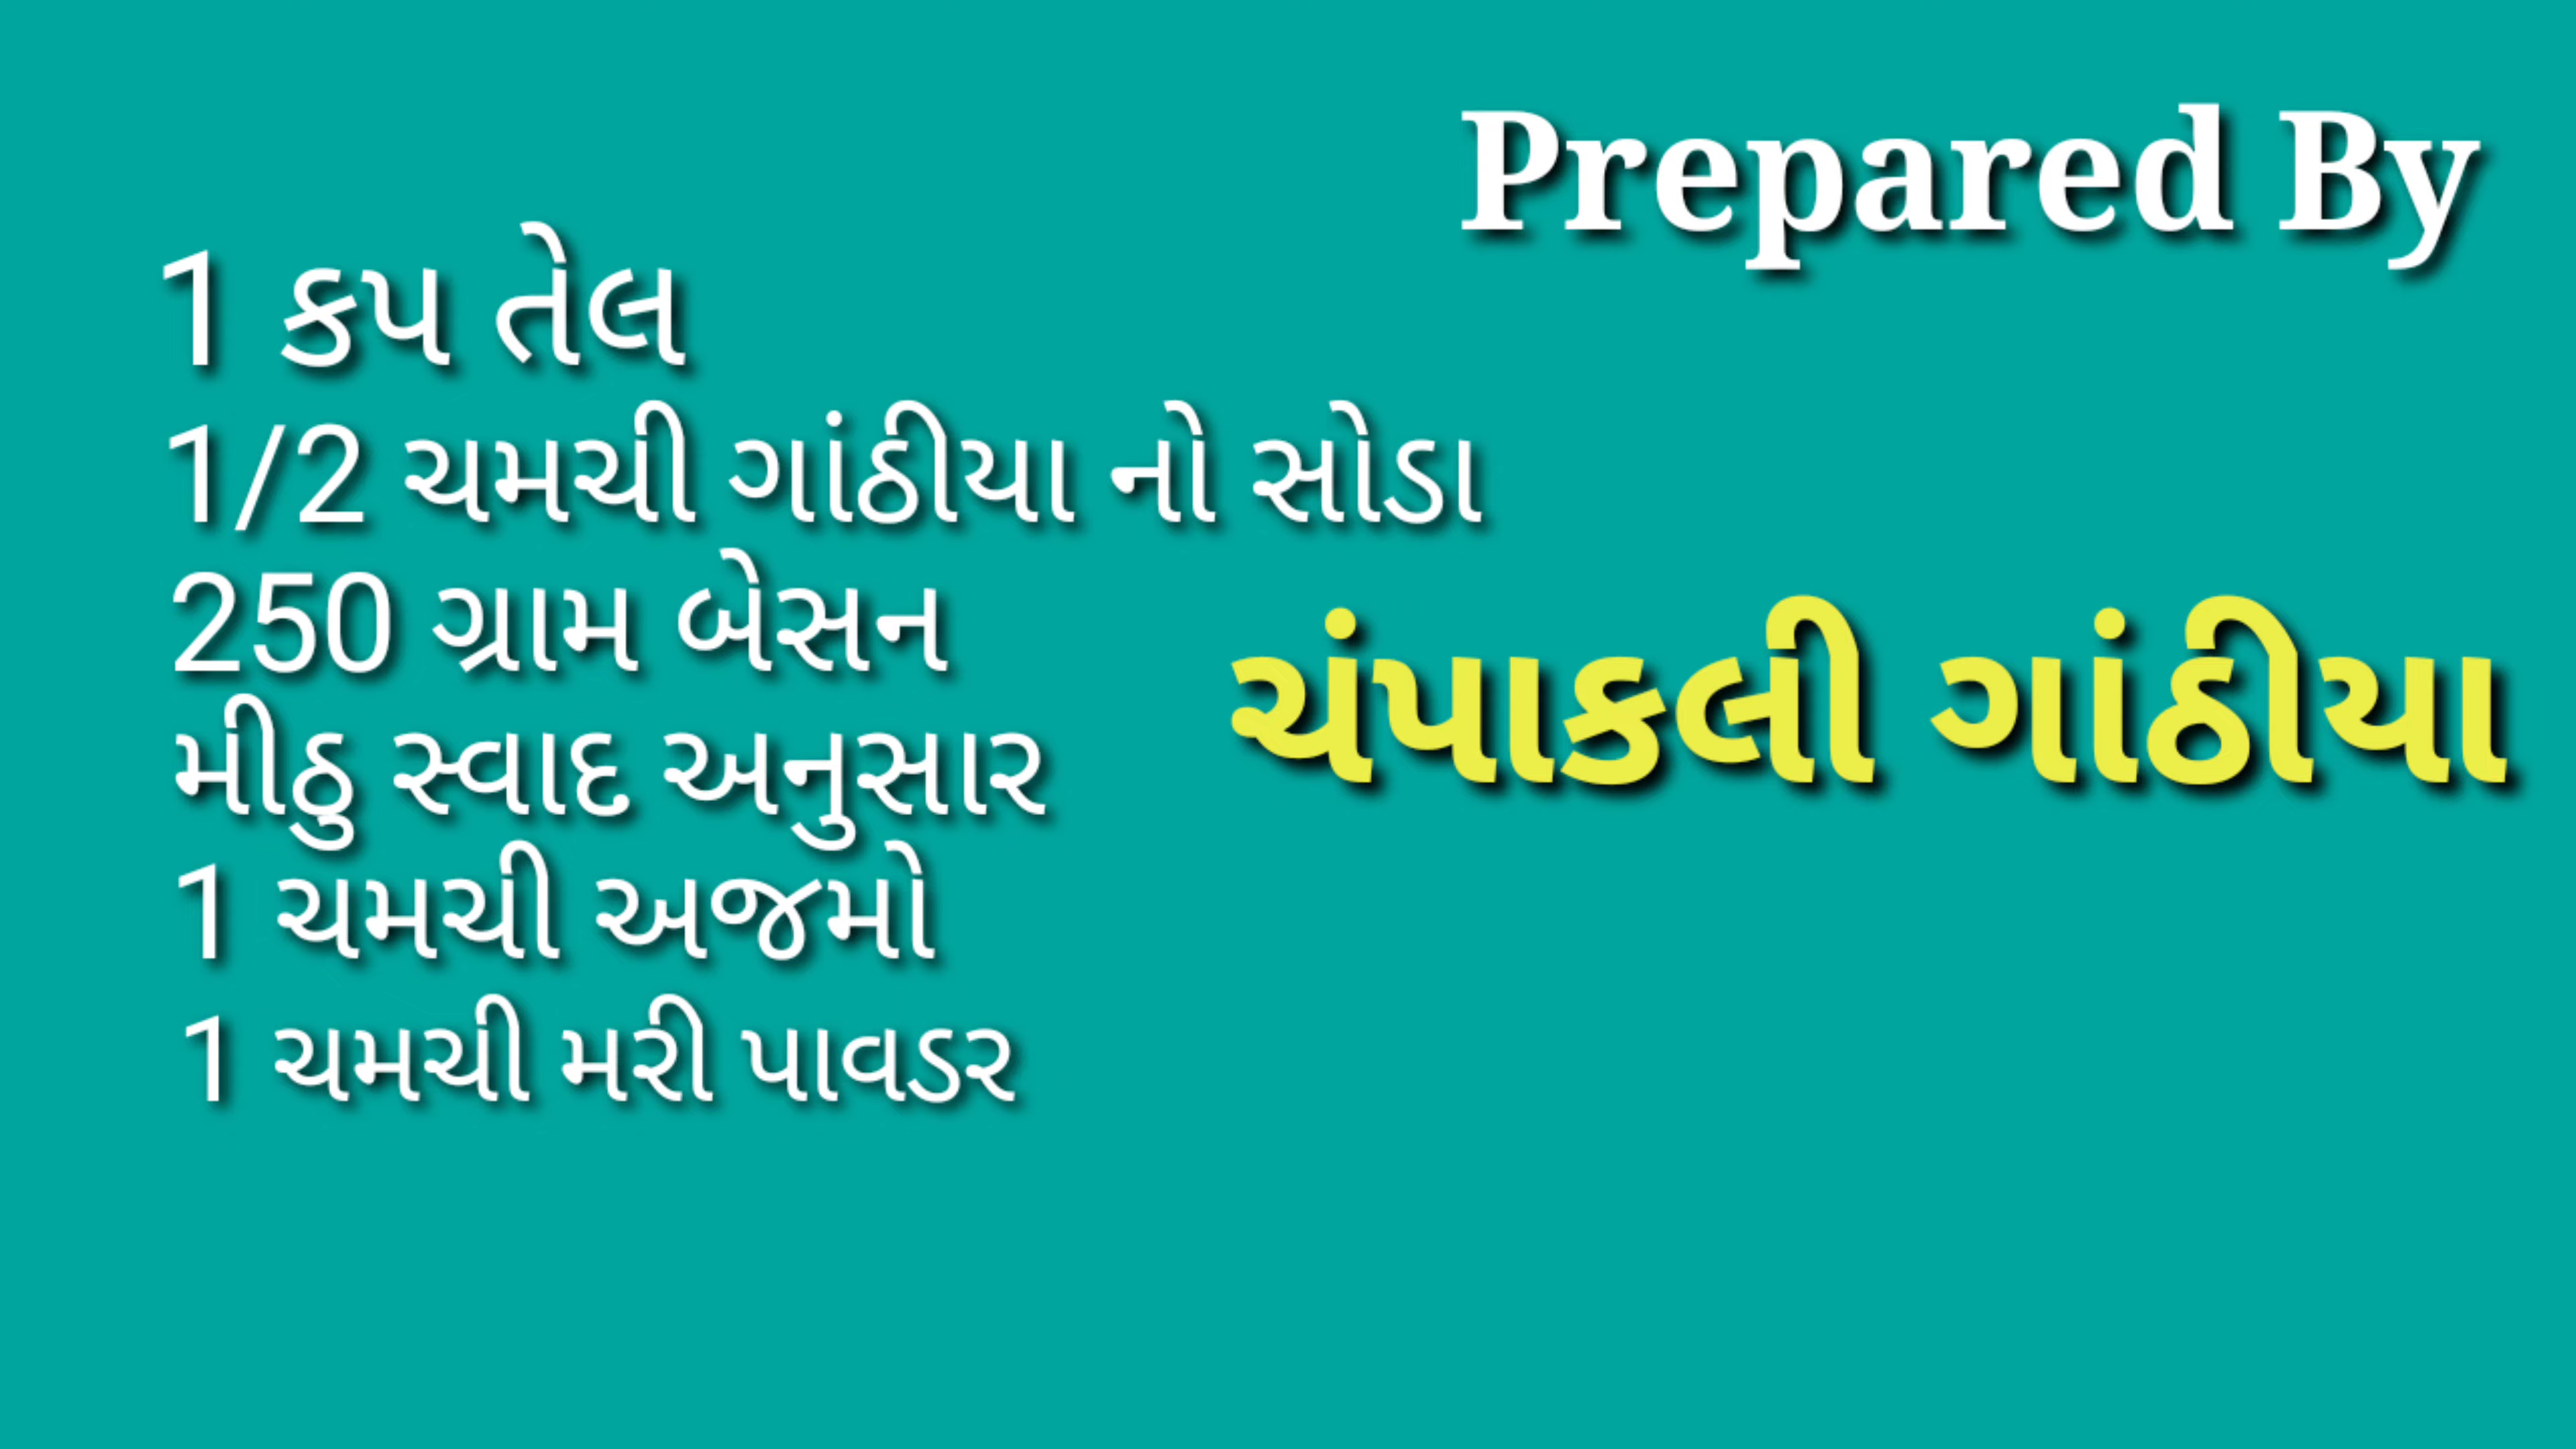 Prepared By
1 કપ તેલ
1/2 ચમચી ગાંઠીયા નો સોડા
250 ગ્રામ બેસન
મીઠુ સ્વાદ અનુસાર
1 ચમચી અજમો
1 ચમચી મરી પાવડર
ચંપાકલી ગાંઠીયા